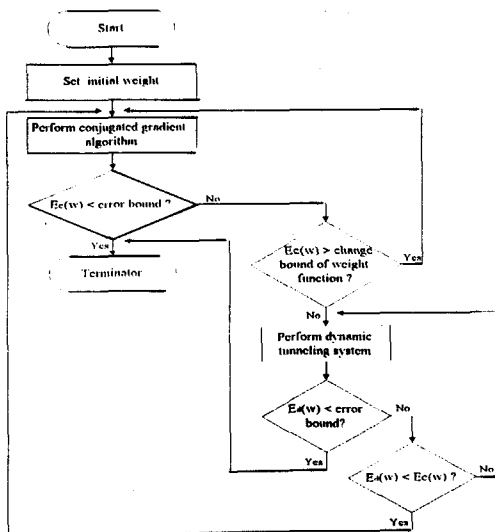 Start
Set initial weight
Perform conjugated gradient
algorithm
Ec(w) < error bound ?
No
Yes
Terminator
Ec(w) > change
bound of weight
function ?
Yes
No
Perform dynamic
tunneling system
Ea(w) < error
bound?
No
Yes
Ea(w) < Ec(w) ?
No
Yes